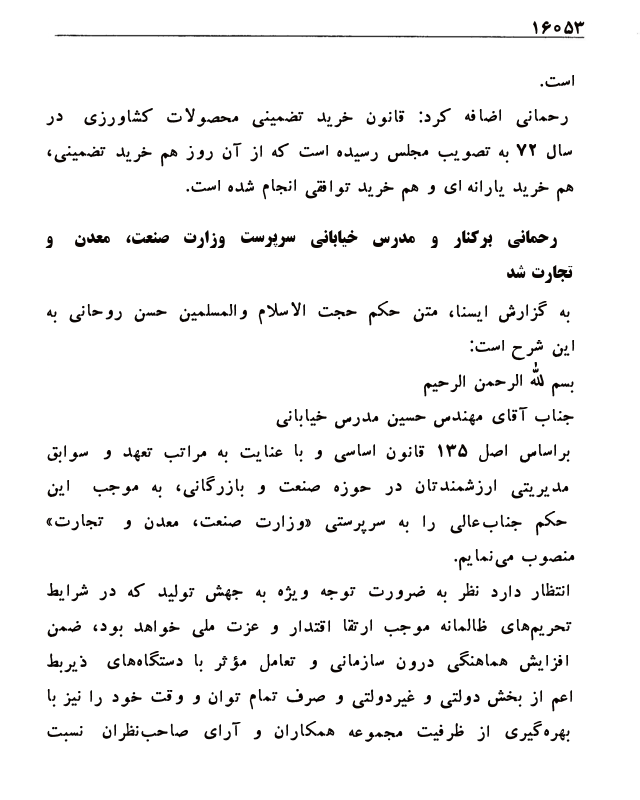 ۱۶۰۵۳
است.
رحمانی اضافه کرد: قانون خرید تضمینی محصولات کشاورزی در
سال ۷۲ به تصویب مجلس رسیده است که از آن روز هم خرید تضمینی،
هم خرید یارانه ای و هم خرید توافقی انجام شده است.
رحمانی برکنار و مدرس خیابانی سرپرست وزارت صنعت، معدن و
تجارت شد
به گزارش ایسنا، متن حکم حجت الاسلام والمسلمین حسن روحانی به
این شرح است:
بسم لله الرحمن الرحیم
جناب آقای مهندس حسین مدرس خیابانی
براساس اصل ۱۳۵ قانون اساسی و با عنایت به مراتب تعهد و سوابق
مدیریتی ارزشمندتان در حوزه صنعت و بازرگانی، به موجب این
حکم جناب‌عالی را به سرپرستی «وزارت صنعت، معدن و تجارت»
منصوب می‌نمایم.
انتظار دارد نظر به ضرورت توجه ویژه به جهش تولید که در شرایط
تحریم‌های ظالمانه موجب ارتقا اقتدار و عزت ملی خواهد بود، ضمن
افزایش هماهنگی درون سازمانی و تعامل مؤثر با دستگاه‌های ذیربط
اعم از بخش دولتی و غیردولتی و صرف تمام توان و وقت خود را نیز با
بهره‌گیری از ظرفیت مجموعه همکاران و آرای صاحب‌نظران نسبت